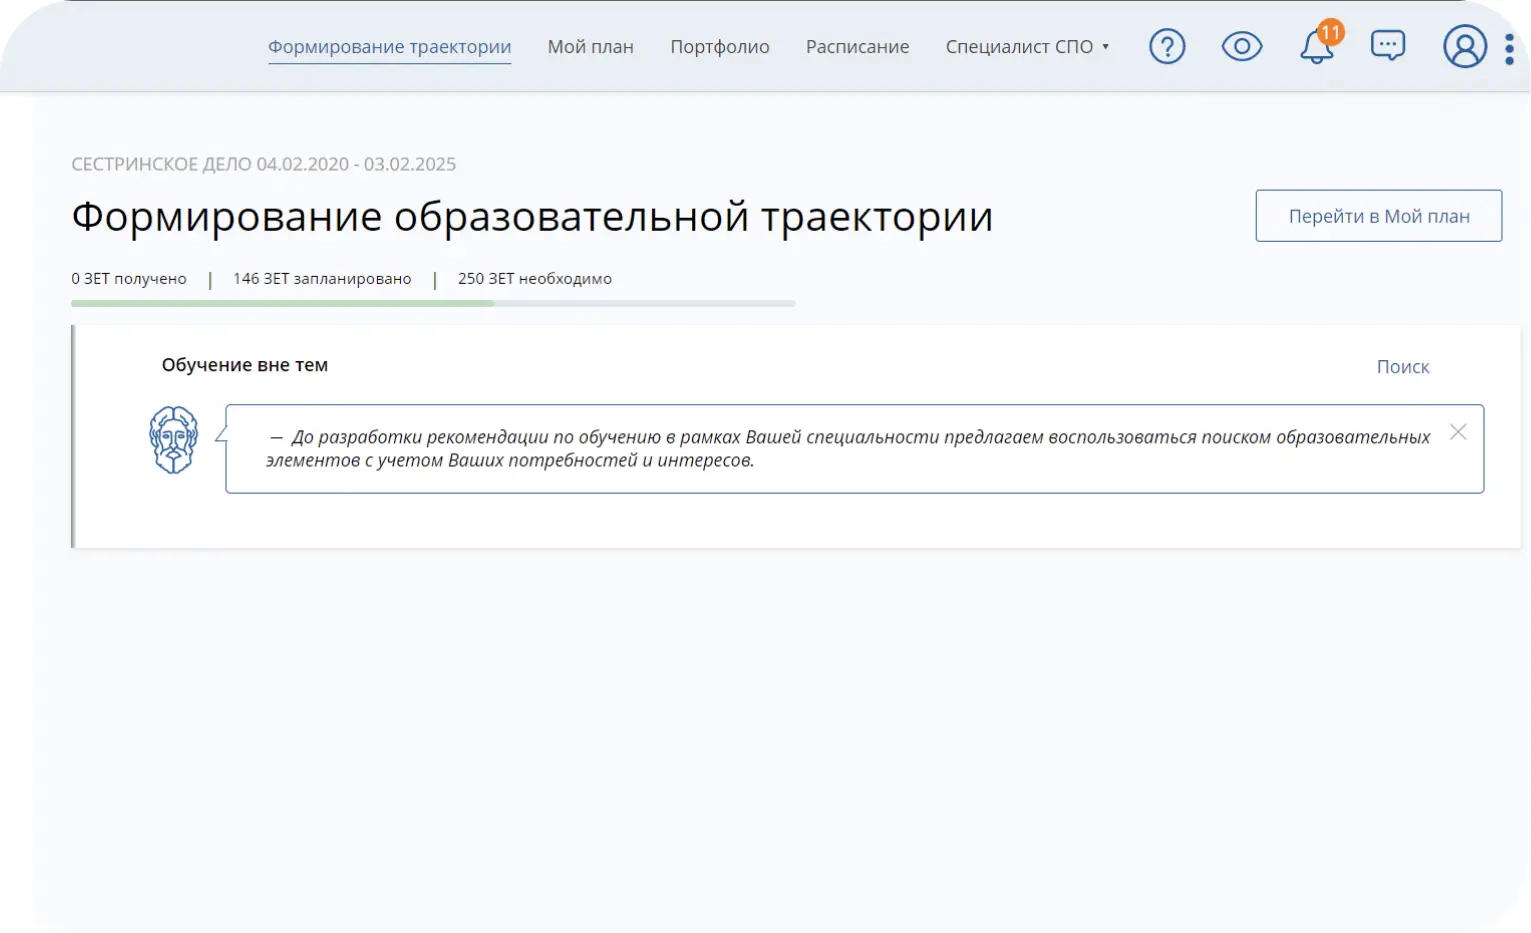 Формирование траектории Мой план Портфолио Расписание Специалист СПО 11
СЕСТРИНСКОЕ ДЕЛО 04.02.2020 - 03.02.2025
Формирование образовательной траектории
Перейти в Мой план
0 ЗЕТ получено | 146 ЗЕТ запланировано | 250 ЗЕТ необходимо
Обучение вне тем
Поиск
— До разработки рекомендации по обучению в рамках Вашей специальности предлагаем воспользоваться поиском образовательных
элементов с учетом Ваших потребностей и интересов.